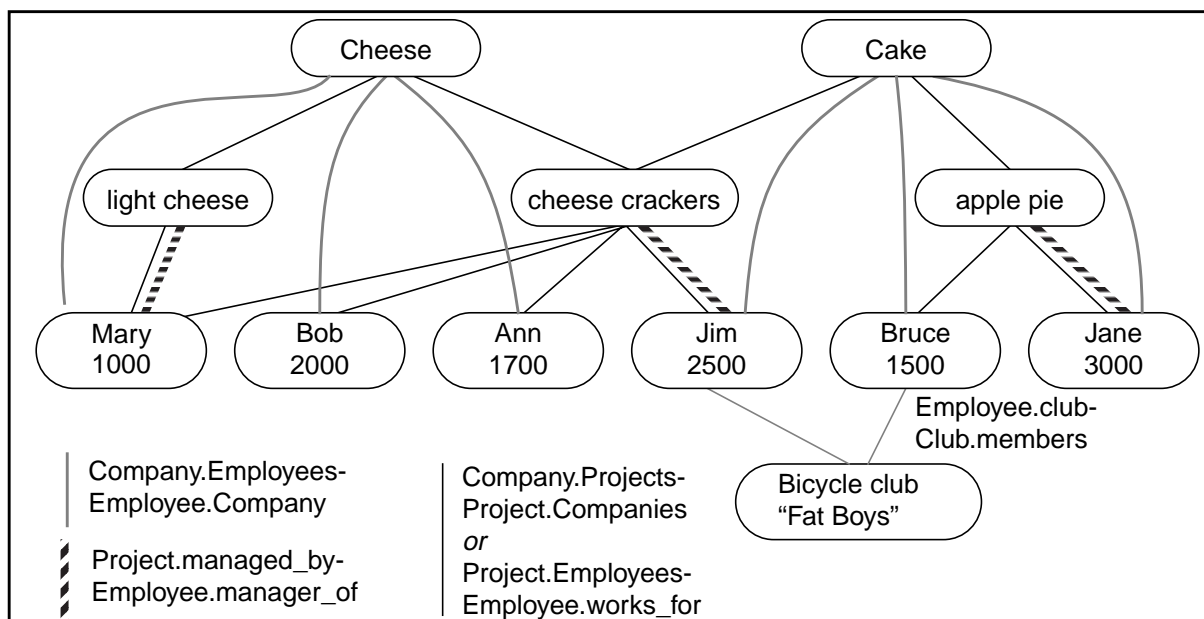 Cheese
Cake
light cheese
cheese crackers
apple pie
Mary
1000
Bob
2000
Ann
1700
Jim
2500
Bruce
1500
Jane
3000
Employee.club-
Club.members
Company.Employees-
Employee.Company
Project.managed_by-
Employee.manager_of
Company.Projects-
Project.Companies
or
Project.Employees-
Employee.works_for
Bicycle club
“Fat Boys”